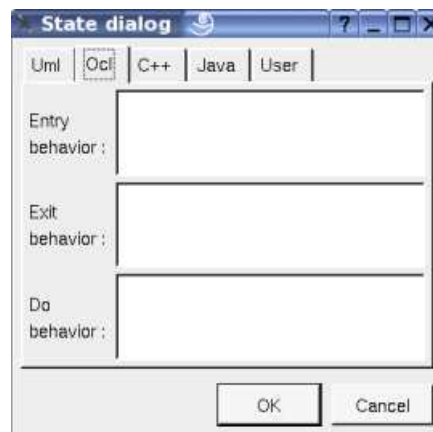 State dialog ? _ X
Uml Ocl C++ Java User
Entry
behavior :
Exit
behavior :
Do
behavior :
OK Cancel